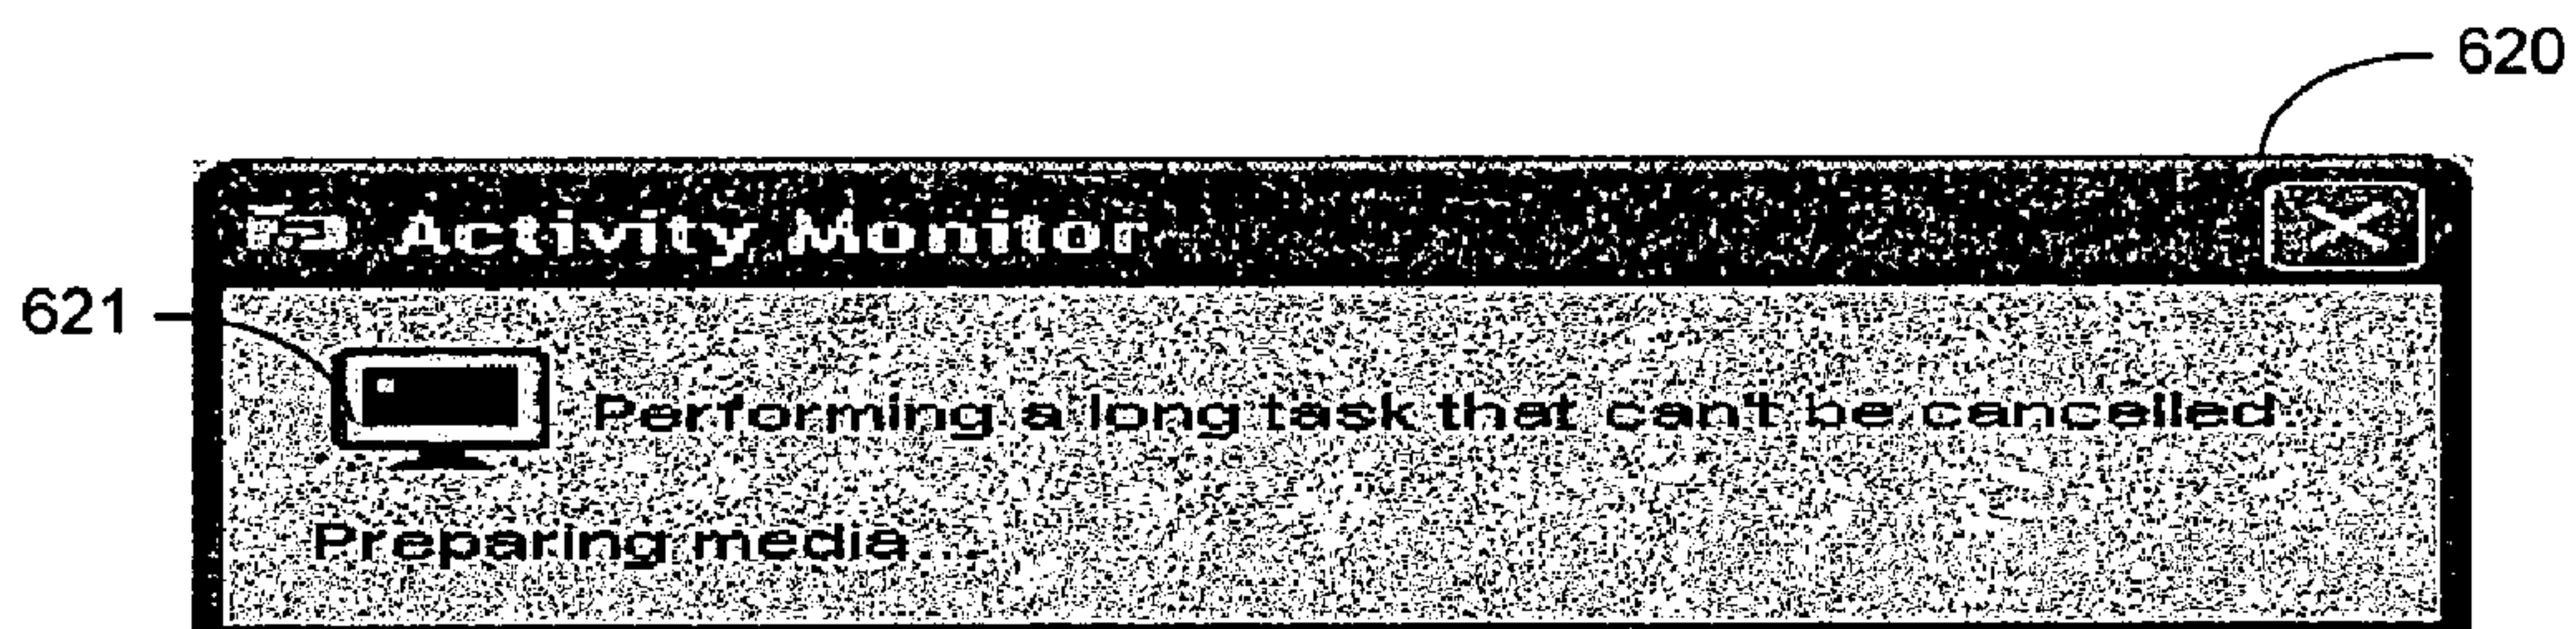 620
Activity Monitor
621
Performing a long task that can't be cancelled...
Preparing media...